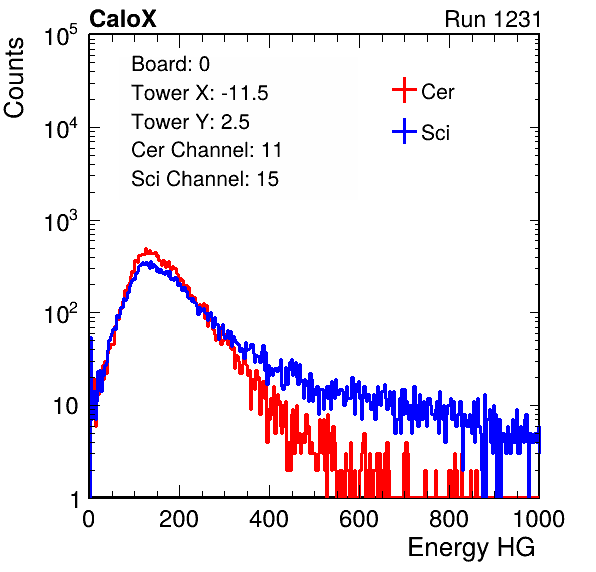 CaloX Run 1231
Counts
Board: 0
Tower X: -11.5
Tower Y: 2.5
Cer Channel: 11
Sci Channel: 15
Cer
Sci
10^5
10^4
10^3
10^2
10
1
0 200 400 600 800 1000
Energy HG